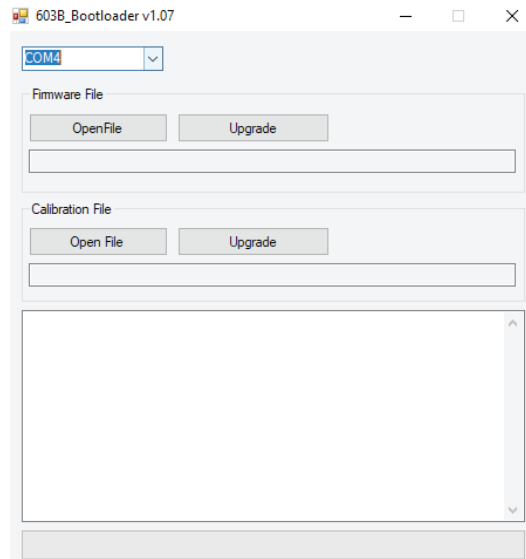 603B_Bootloader v1.07
COM4
Firmware File
OpenFile Upgrade
Calibration File
Open File Upgrade